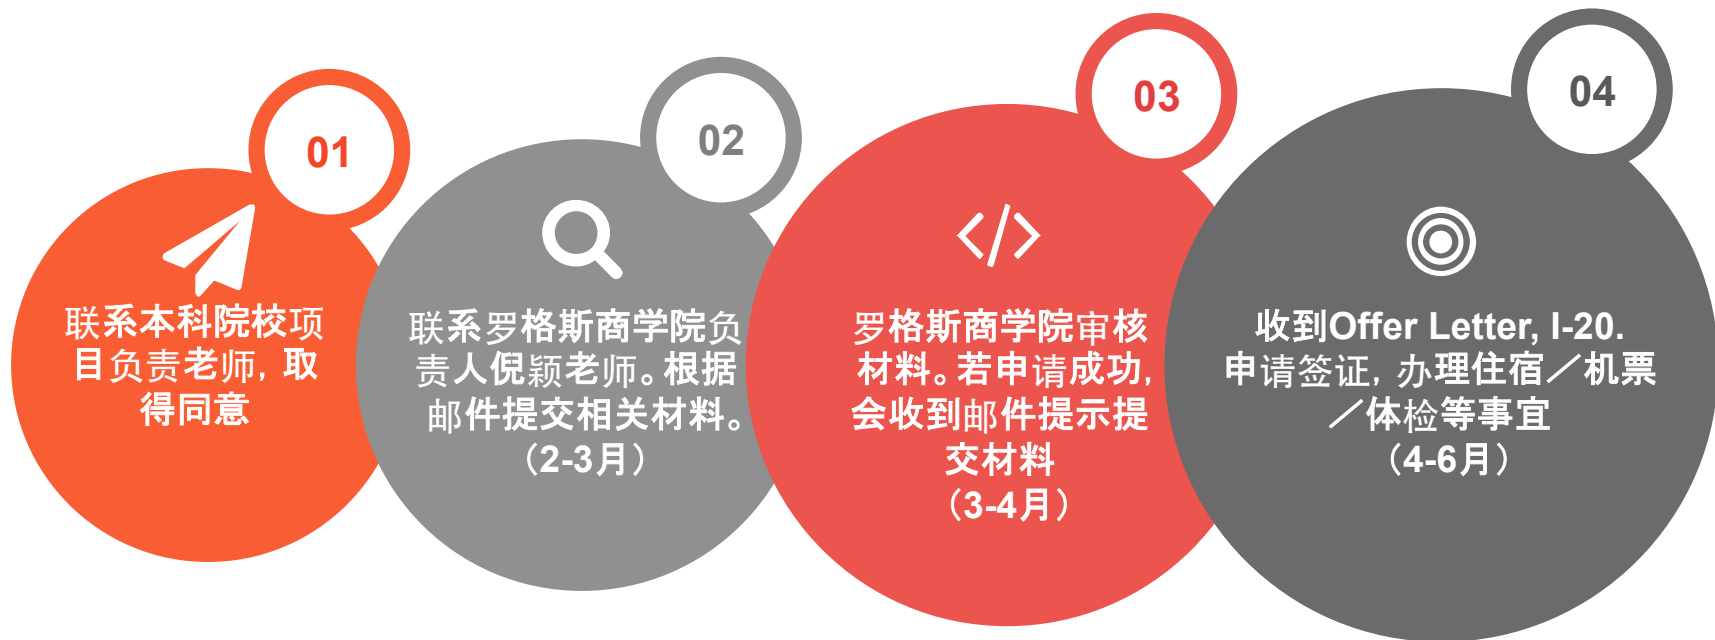 01
联系本科院校项
目负责老师，取
得同意
02
联系罗格斯商学院负
责人倪颖老师。根据
邮件提交相关材料。
（2-3月）
03
罗格斯商学院审核
材料。若申请成功，
会收到邮件提示提
交材料
（3-4月）
04
收到Offer Letter, I-20.
申请签证，办理住宿／机票
／体检等事宜
（4-6月）